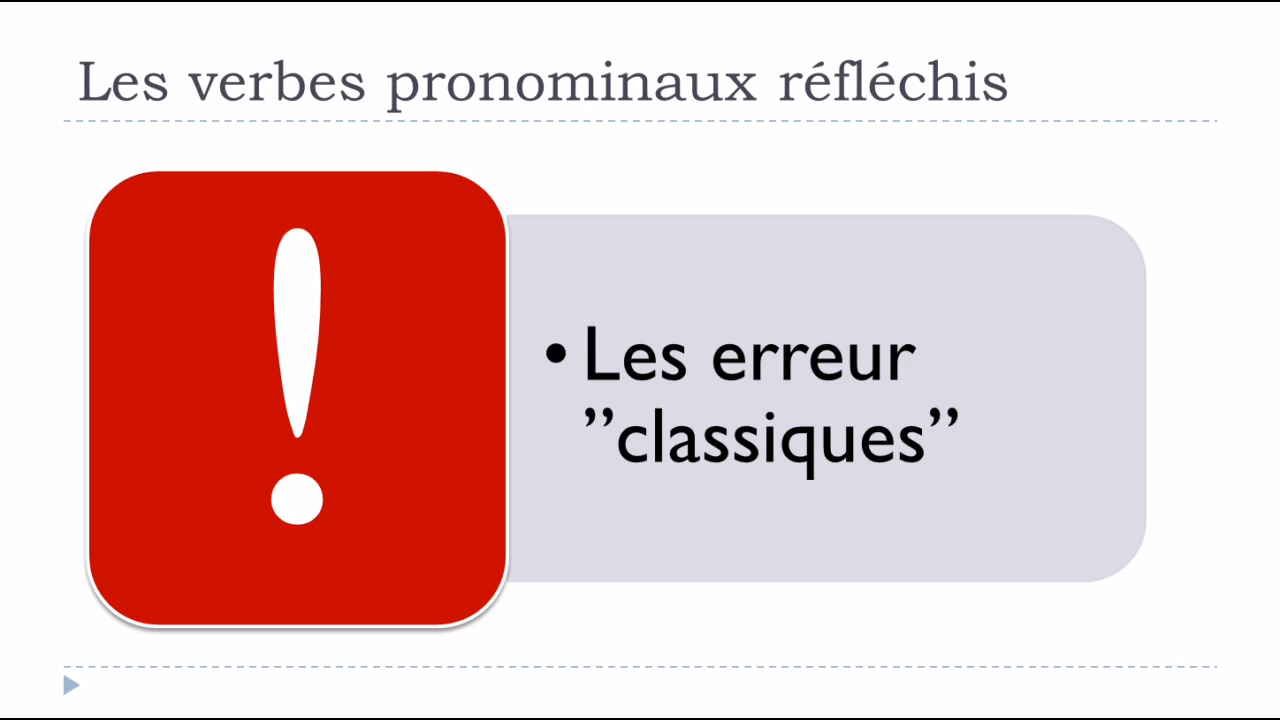 Les verbes pronominaux réfléchis
!
• Les erreur
”classiques”